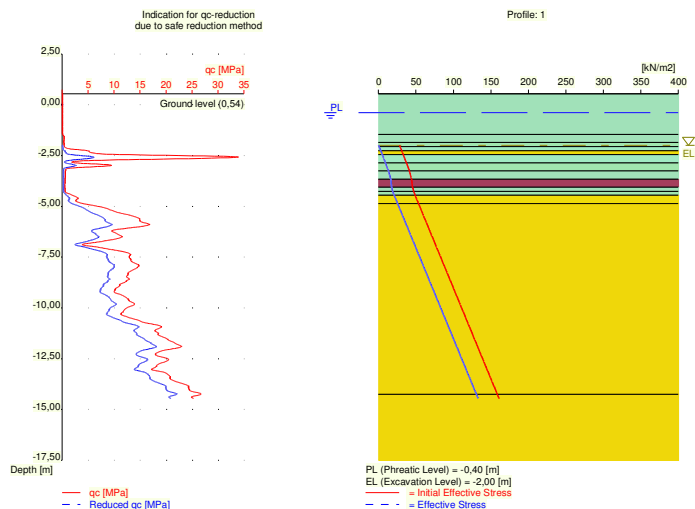 Indication for qc-reduction
due to safe reduction method
Profile: 1
2,50
qc [MPa]
5 10 15 20 25 30 35
0,00
Ground level (0,54)
-2,50
-5,00
-7,50
-10,00
-12,50
-15,00
-17,50
Depth [m]
qc [MPa]
Reduced qc [MPa]
[kN/m2]
0 50 100 150 200 250 300 350 400
PL
EL
PL (Phreatic Level) = -0,40 [m]
EL (Excavation Level) = -2,00 [m]
= Initial Effective Stress
= Effective Stress